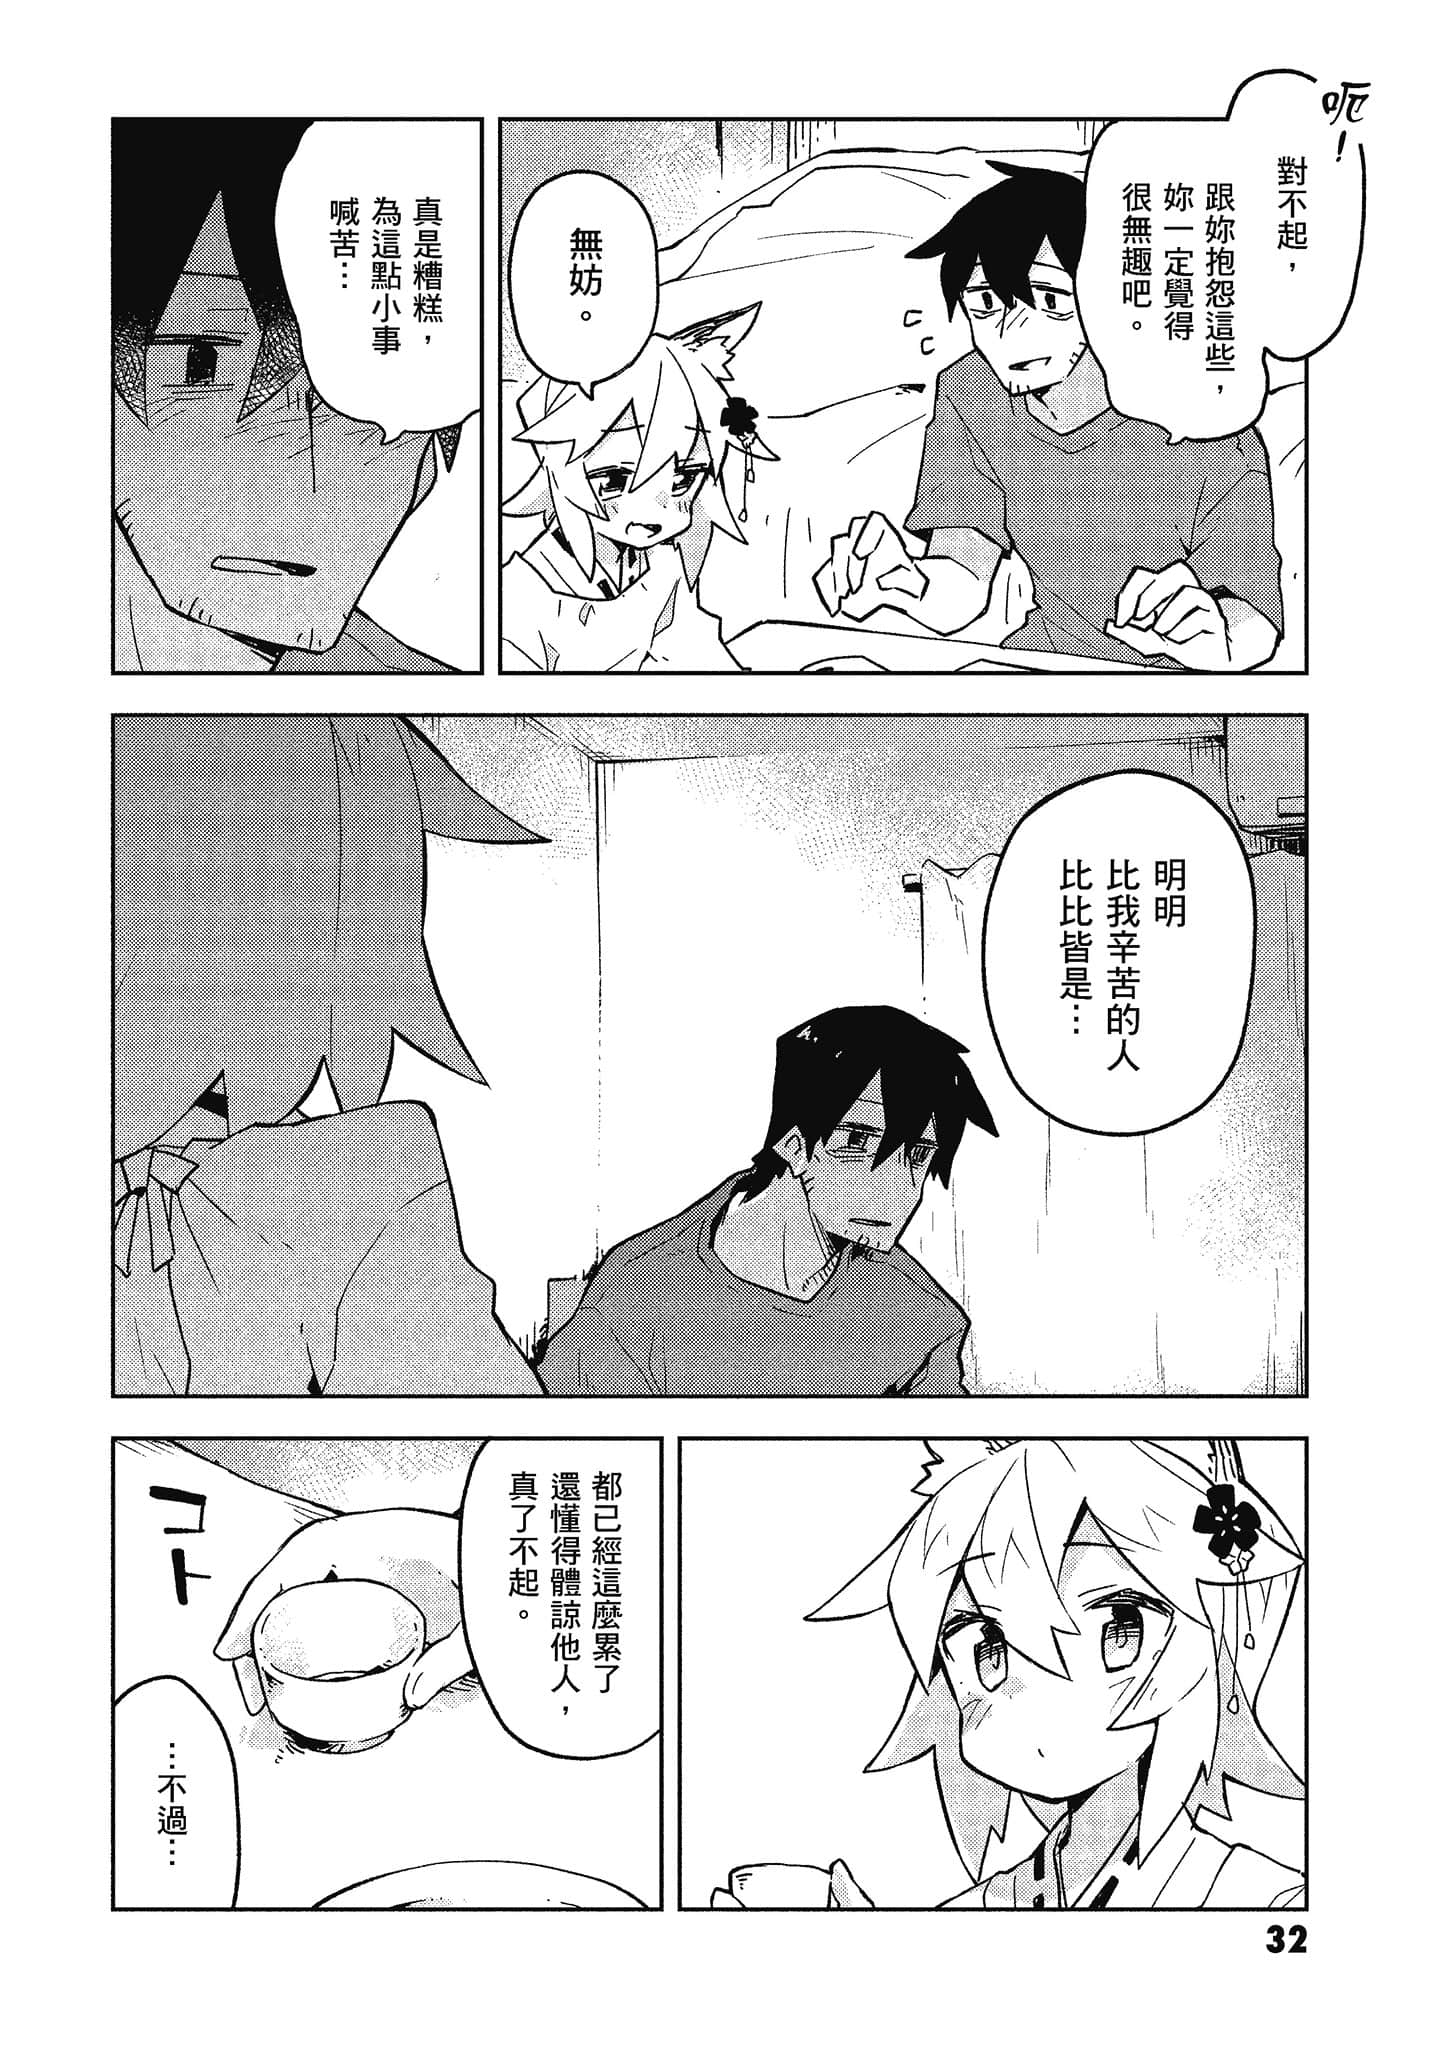 呃！
對不起，
跟妳抱怨這些，
妳一定覺得
很無趣吧。
無妨。
真是糟糕，
為這點小事
喊苦…
明明
比我辛苦的人
比比皆是…
都已經這麼累了
還懂得體諒他人，
真了不起。
コト
…不過…
32